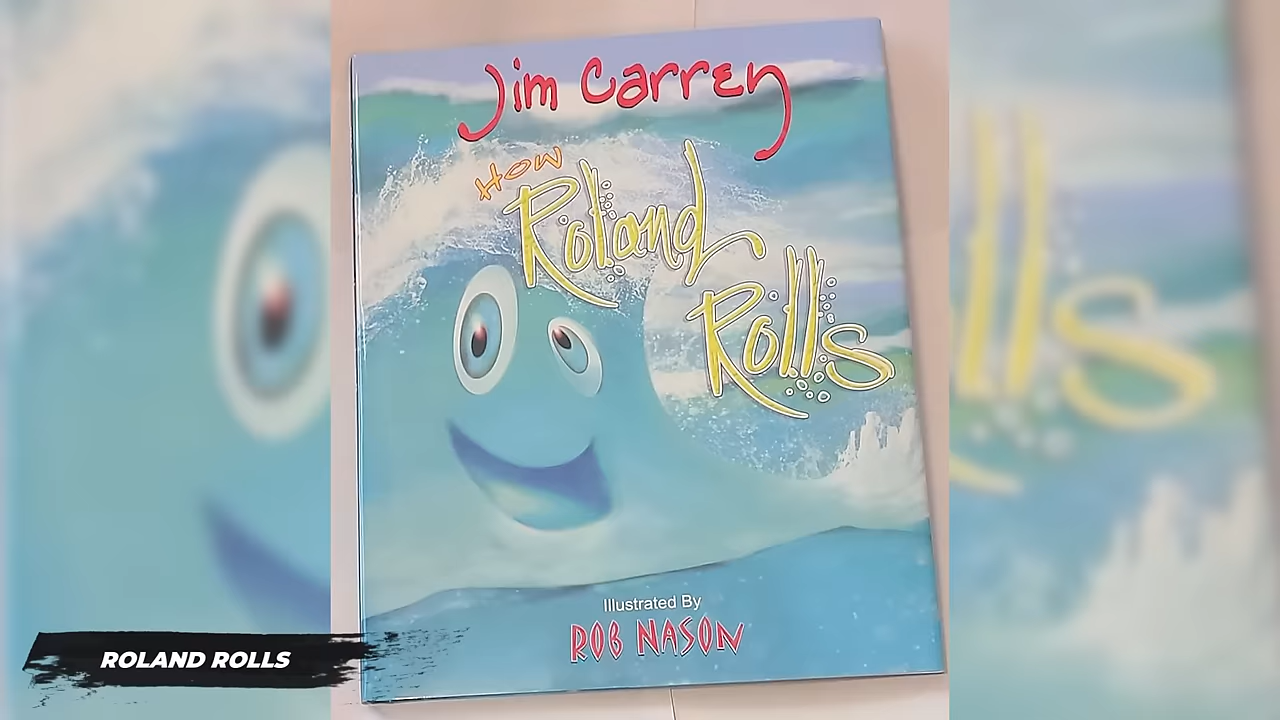 Jim Carrey
How
Roland
Rolls
Illustrated By
ROB NASON
ROLAND ROLLS